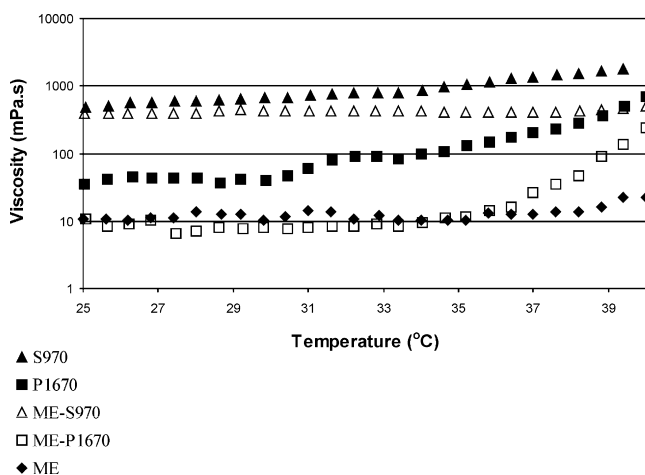 10000
1000
100
10
1
Viscosity (mPa.s)
25 27 29 31 33 35 37 39
Temperature (°C)
S970
P1670
ME-S970
ME-P1670
ME